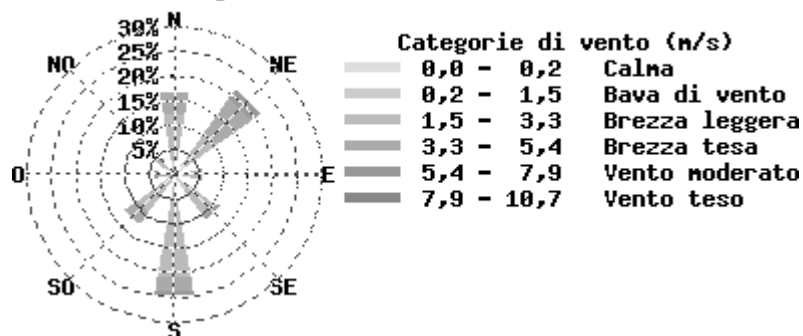 N
30%
25%
20%
15%
10%
5%
NO
NE
O
E
SO
SE
S
Categorie di vento (m/s)
0,0 - 0,2 Calma
0,2 - 1,5 Bava di vento
1,5 - 3,3 Brezza leggera
3,3 - 5,4 Brezza tesa
5,4 - 7,9 Vento moderato
7,9 - 10,7 Vento teso